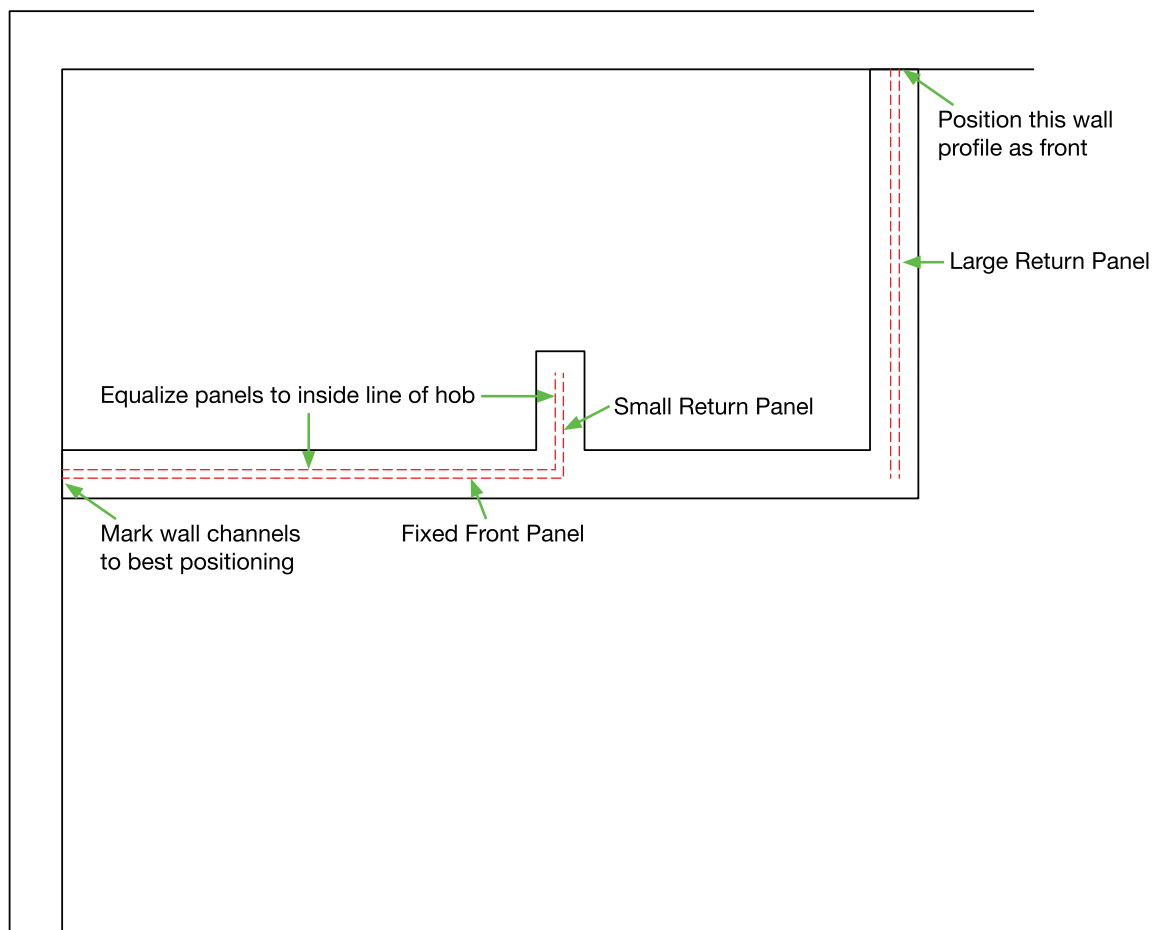 Position this wall
profile as front
Large Return Panel
Equalize panels to inside line of hob
Small Return Panel
Mark wall channels
to best positioning
Fixed Front Panel